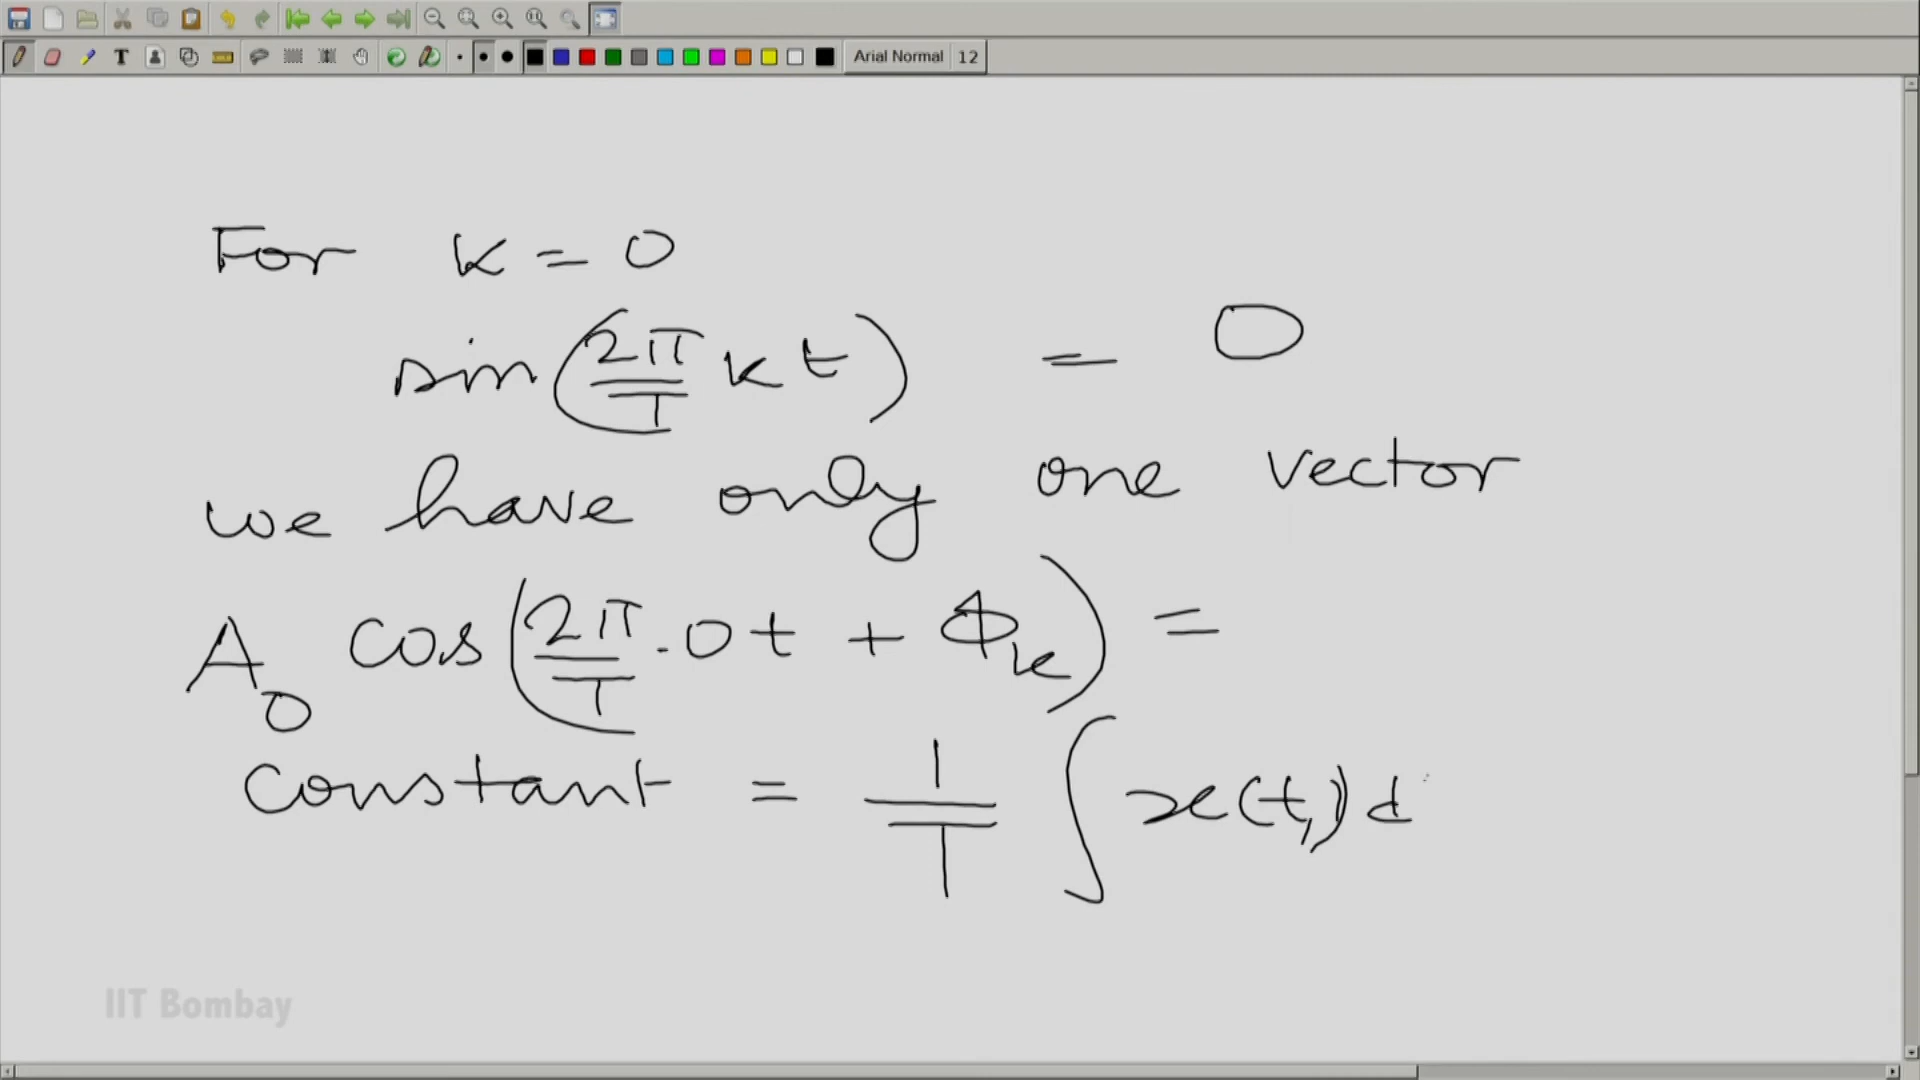 Arial Normal 12
For k = 0
sin(2π/T kt) = 0
we have only one vector
A₀ cos(2π/T · 0t + Φₖ) =
constant = 1/T ∫ x(t₁) d
IIT Bombay